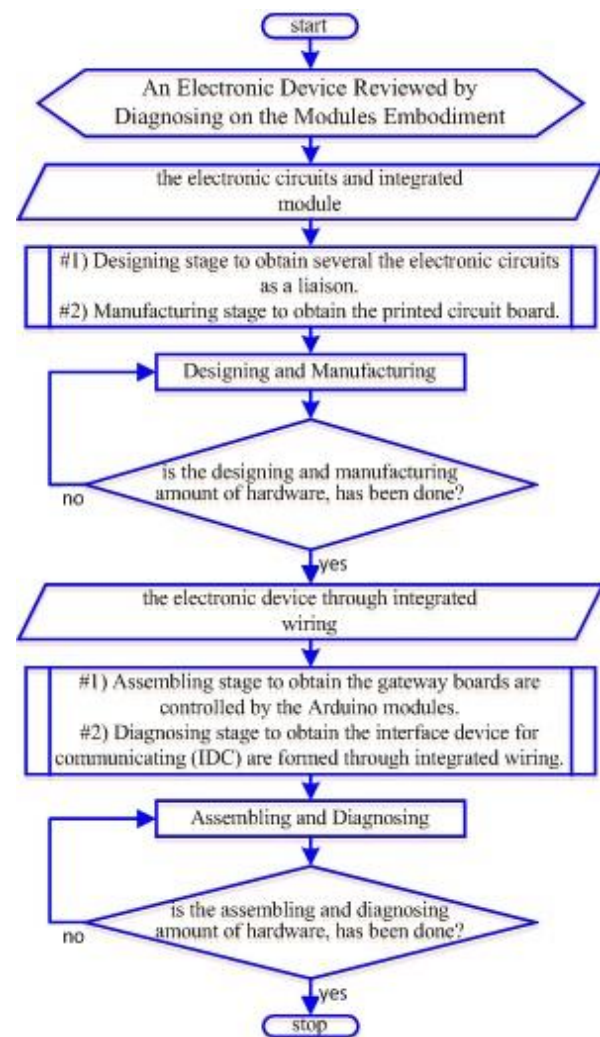 start
An Electronic Device Reviewed by
Diagnosing on the Modules Embodiment
the electronic circuits and integrated
module
#1) Designing stage to obtain several the electronic circuits
as a liaison.
#2) Manufacturing stage to obtain the printed circuit board.
Designing and Manufacturing
is the designing and manufacturing
amount of hardware, has been done?
no
yes
the electronic device through integrated
wiring
#1) Assembling stage to obtain the gateway boards are
controlled by the Arduino modules.
#2) Diagnosing stage to obtain the interface device for
communicating (IDC) are formed through integrated wiring.
Assembling and Diagnosing
is the assembling and diagnosing
amount of hardware, has been done?
no
yes
stop